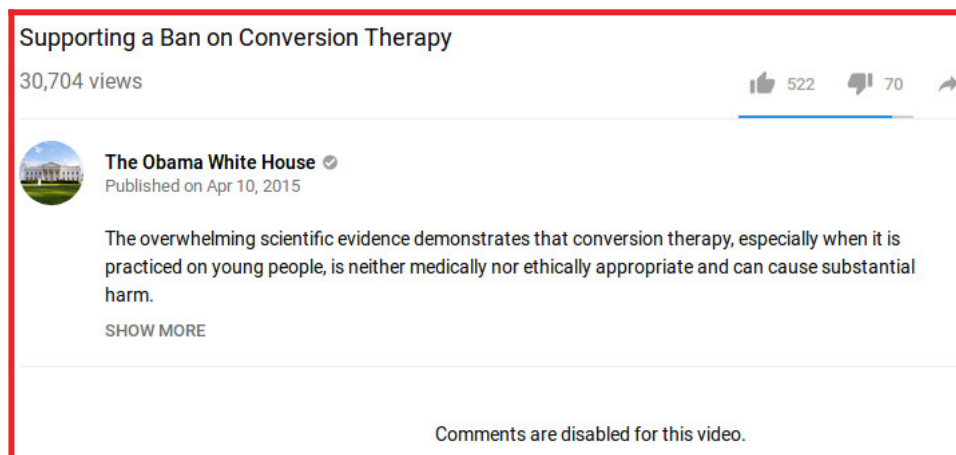 Supporting a Ban on Conversion Therapy
30,704 views
522 70
The Obama White House
Published on Apr 10, 2015
The overwhelming scientific evidence demonstrates that conversion therapy, especially when it is
practiced on young people, is neither medically nor ethically appropriate and can cause substantial
harm.
SHOW MORE
Comments are disabled for this video.